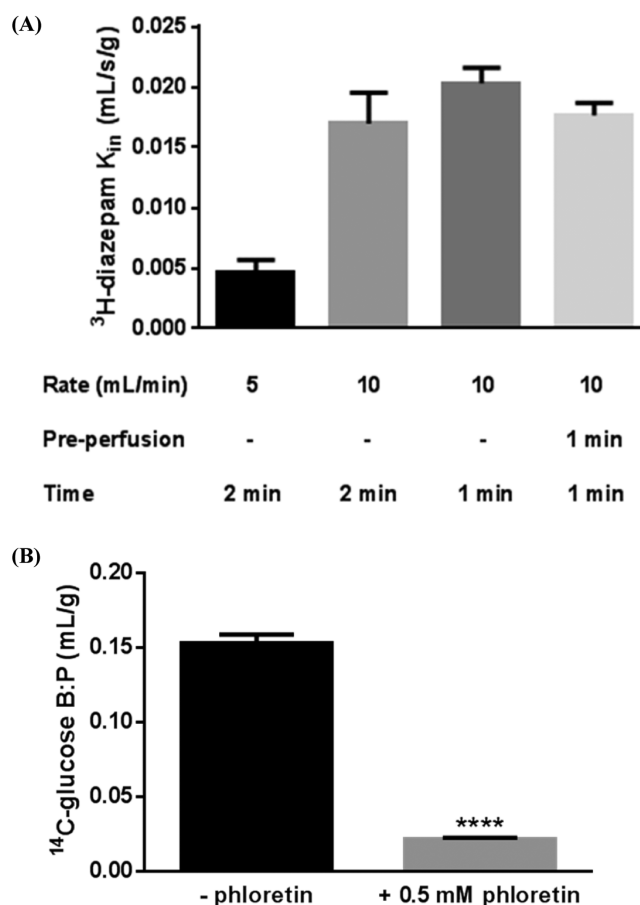 (A)
³H-diazepam Kᵢₙ (mL/s/g)
0.025
0.020
0.015
0.010
0.005
0.000
Rate (mL/min) 5 10 10 10
Pre-perfusion - - - 1 min
Time 2 min 2 min 1 min 1 min
(B)
¹⁴C-glucose B:P (mL/g)
0.20
0.15
0.10
0.05
0.00
****
- phloretin + 0.5 mM phloretin